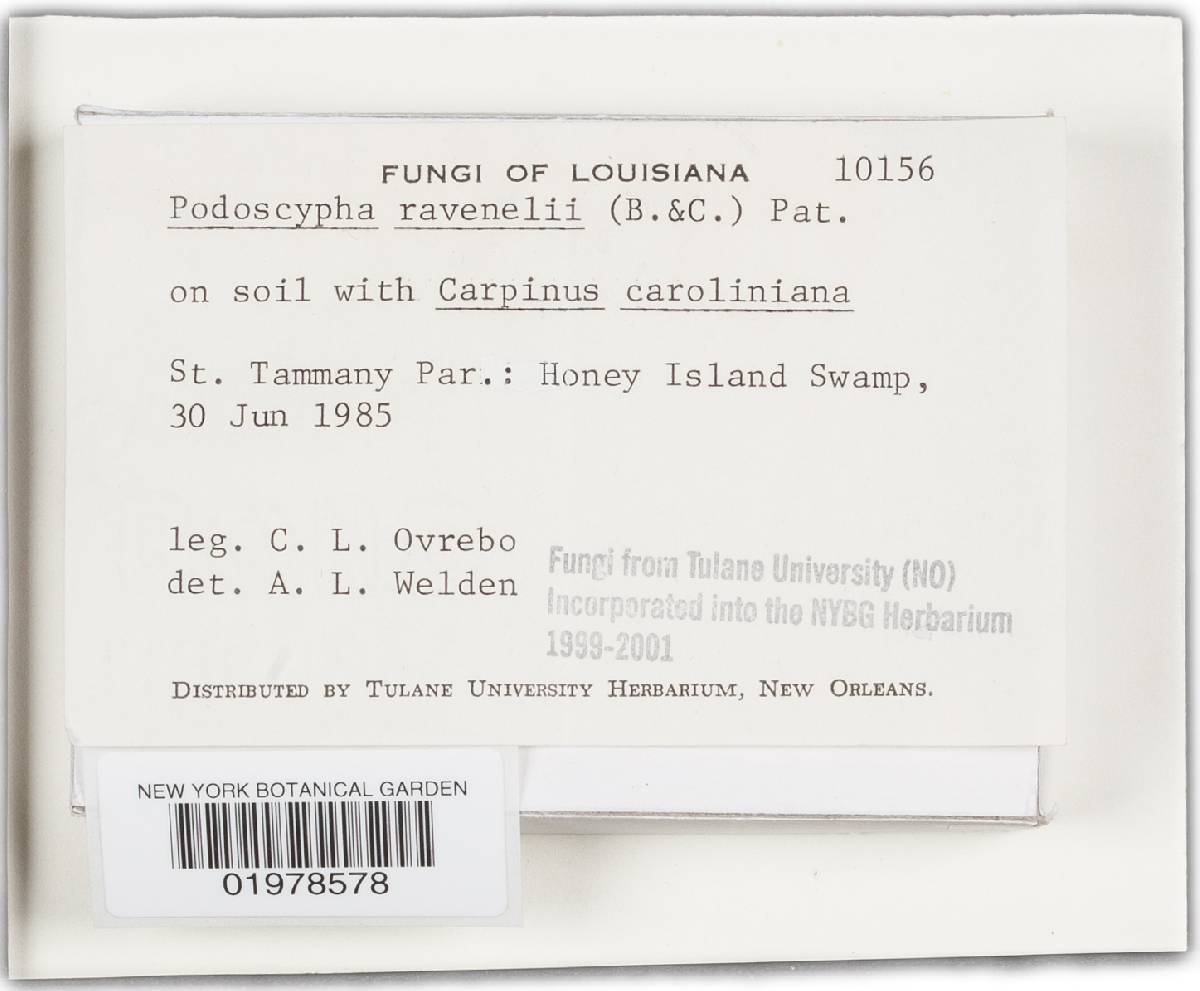 FUNGI OF LOUISIANA 10156
Podoscypha ravenelii (B.&C.) Pat.
on soil with Carpinus caroliniana
St. Tammany Par.: Honey Island Swamp,
30 Jun 1985
leg. C. L. Ovrebo
det. A. L. Welden
Fungi from Tulane University (NO)
Incorporated into the NYBG Herbarium
1999-2001
DISTRIBUTED BY TULANE UNIVERSITY HERBARIUM, NEW ORLEANS.
NEW YORK BOTANICAL GARDEN
01978578